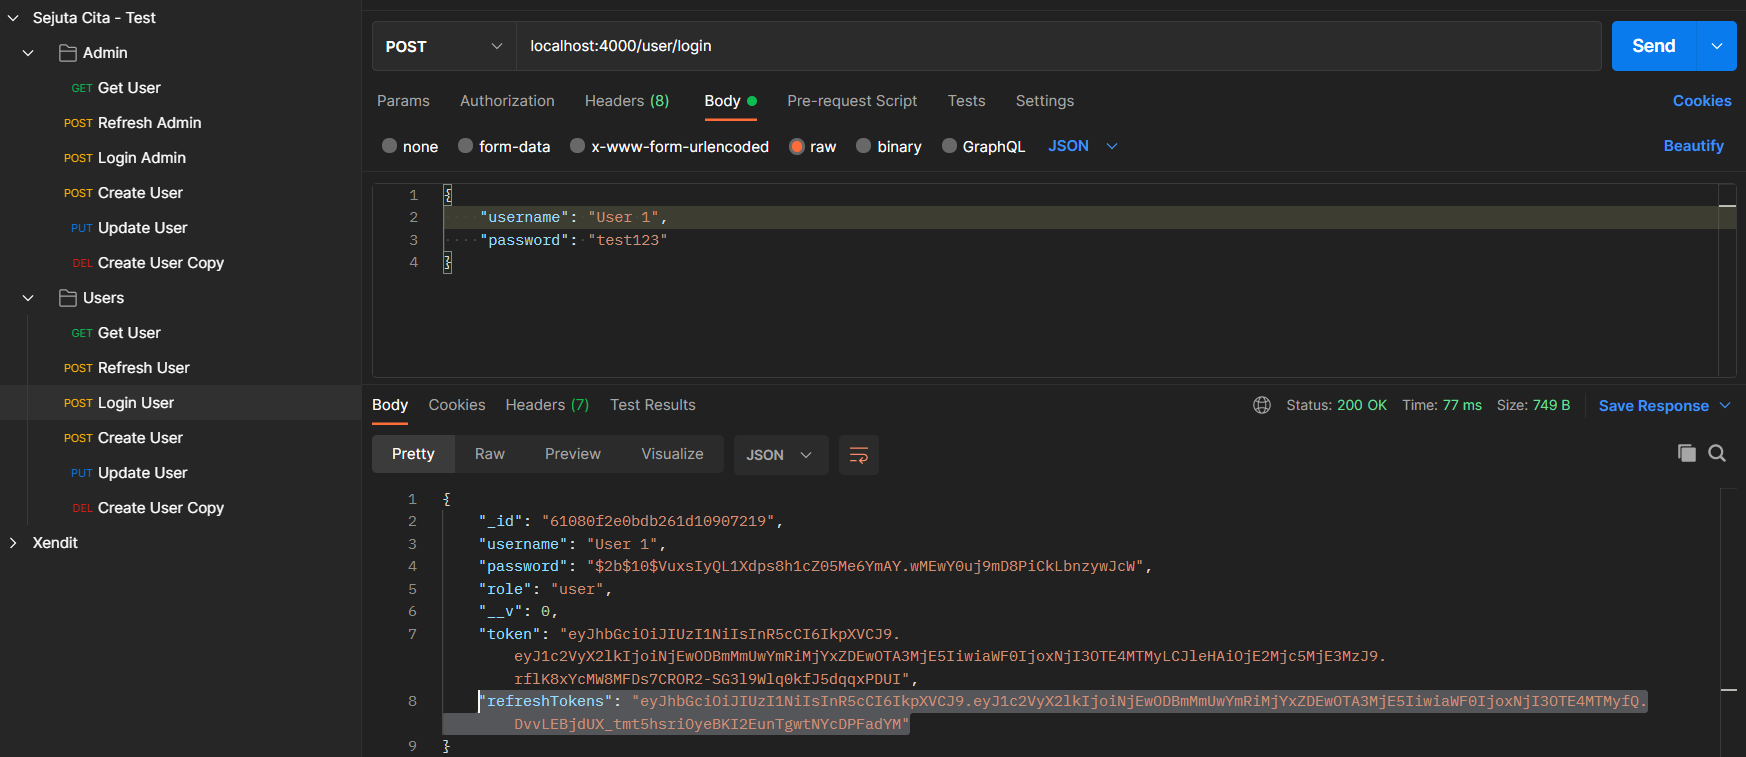 Sejuta Cita - Test
Admin
GET Get User
POST Refresh Admin
POST Login Admin
POST Create User
PUT Update User
DEL Create User Copy
Users
GET Get User
POST Refresh User
POST Login User
POST Create User
PUT Update User
DEL Create User Copy
Xendit
POST localhost:4000/user/login Send
Params Authorization Headers (8) Body Pre-request Script Tests Settings Cookies
none form-data x-www-form-urlencoded raw binary GraphQL JSON Beautify
1 {
2 "username": "User 1",
3 "password": "test123"
4 }
Body Cookies Headers (7) Test Results Status: 200 OK Time: 77 ms Size: 749 B Save Response
Pretty Raw Preview Visualize JSON
1 {
2 "_id": "61080f2e0bdb261d10907219",
3 "username": "User 1",
4 "password": "$2b$10$VuxsIyQL1Xdps8h1cZ05Me6YmAY.wMEwY0uj9mD8PiCkLbnzywJcW",
5 "role": "user",
6 "__v": 0,
7 "token": "eyJhbGciOiJIUzI1NiIsInR5cCI6IkpXVCJ9.
eyJ1c2VyX2lkIjoiNjEwODBmMmUwYmRiMjYxZDEwOTA3MjE5IiwiaWF0IjoxNjI3OTE4MTMyLCJleHAiOjE2Mjc5MjE3MzJ9.
rflK8xYcMW8MFDs7CROR2-SG3l9Wlq0kfJ5dqqxPDUI",
8 "refreshTokens": "eyJhbGciOiJIUzI1NiIsInR5cCI6IkpXVCJ9.eyJ1c2VyX2lkIjoiNjEwODBmMmUwYmRiMjYxZDEwOTA3MjE5IiwiaWF0IjoxNjI3OTE4MTMyfQ.
DvvLEBjdUX_tmt5hsriOyeBKI2EunTgwtNYcDPFadYM"
9 }